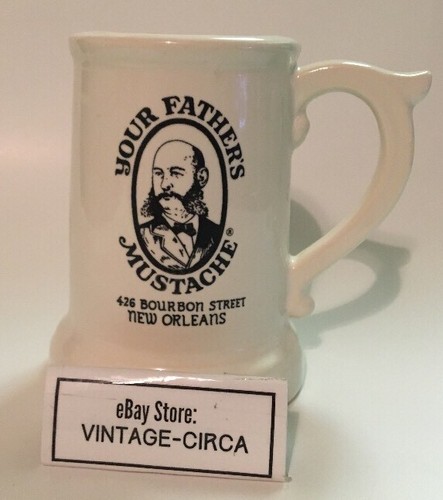 YOUR FATHER'S
MUSTACHE®
426 BOURBON STREET
NEW ORLEANS
eBay Store:
VINTAGE-CIRCA